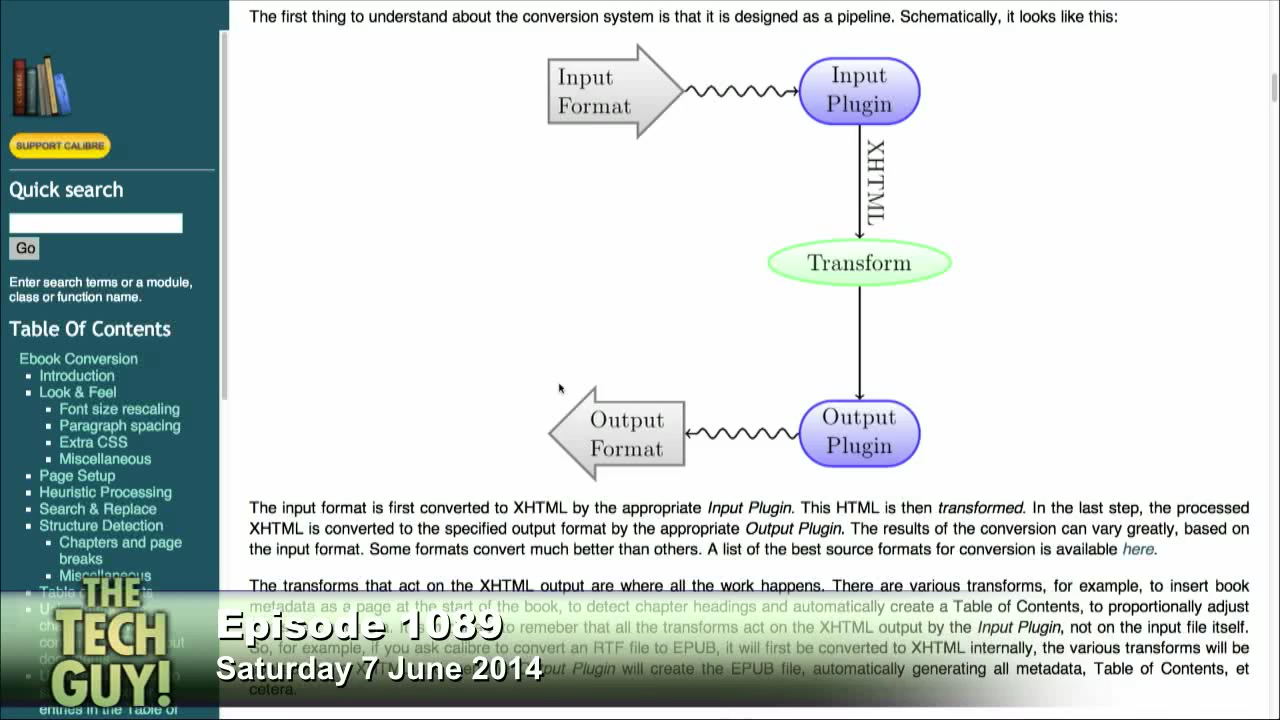 SUPPORT CALIBRE
Quick search
Go
Enter search terms or a module,
class or function name.
Table Of Contents
Ebook Conversion
Introduction
Look & Feel
Font size rescaling
Paragraph spacing
Extra CSS
Miscellaneous
Page Setup
Heuristic Processing
Search & Replace
Structure Detection
Chapters and page
breaks
Miscellaneous
The first thing to understand about the conversion system is that it is designed as a pipeline. Schematically, it looks like this:
Input
Format
Input
Plugin
XHTML
Transform
Output
Plugin
Output
Format
The input format is first converted to XHTML by the appropriate Input Plugin. This HTML is then transformed. In the last step, the processed
XHTML is converted to the specified output format by the appropriate Output Plugin. The results of the conversion can vary greatly, based on
the input format. Some formats convert much better than others. A list of the best source formats for conversion is available here.
The transforms that act on the XHTML output are where all the work happens. There are various transforms, for example, to insert book
metadata as a page at the start of the book, to detect chapter headings and automatically create a Table of Contents, to proportionally adjust
to remeber that all the transforms act on the XHTML output by the Input Plugin, not on the input file itself.
So, for example, if you ask calibre to convert an RTF file to EPUB, it will first be converted to XHTML internally, the various transforms will be
Plugin will create the EPUB file, automatically generating all metadata, Table of Contents, et
cetera.
entries in the Table of
THE
TECH
GUY!
Episode 1089
Saturday 7 June 2014